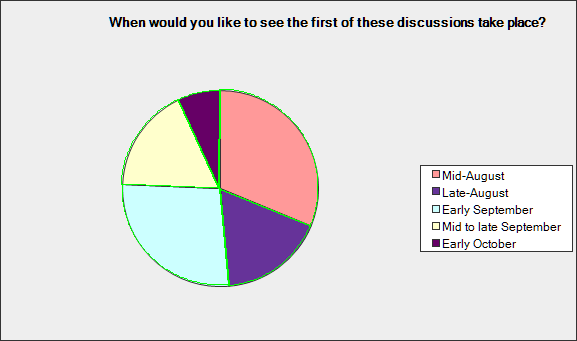 When would you like to see the first of these discussions take place?
Mid-August
Late-August
Early September
Mid to late September
Early October